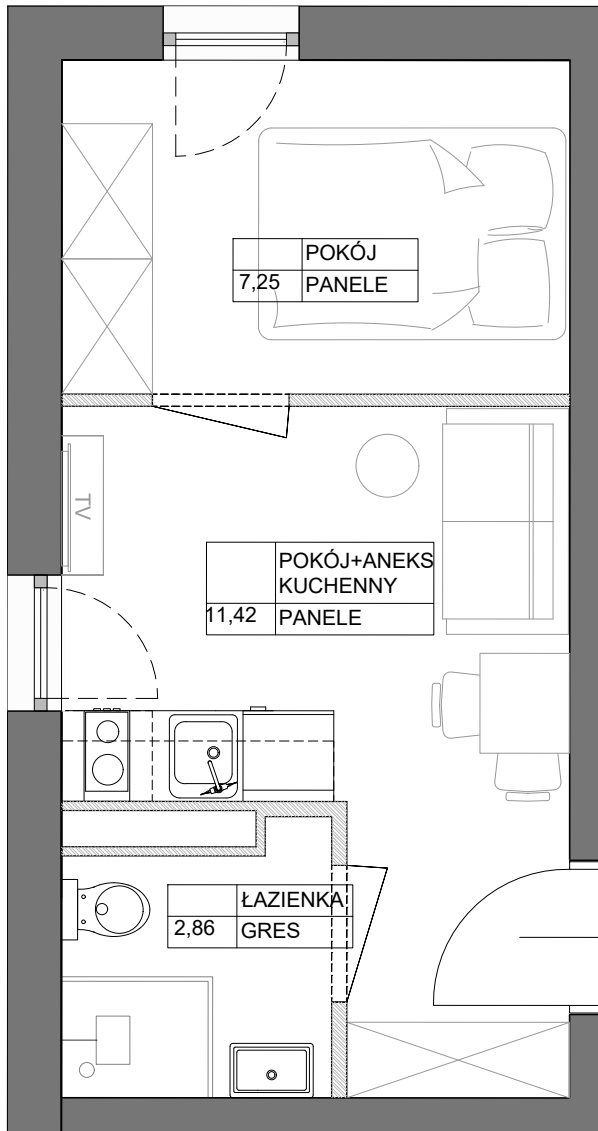 POKÓJ
7,25 PANELE
TV
POKÓJ+ANEKS
KUCHENNY
11,42 PANELE
ŁAZIENKA
2,86 GRES